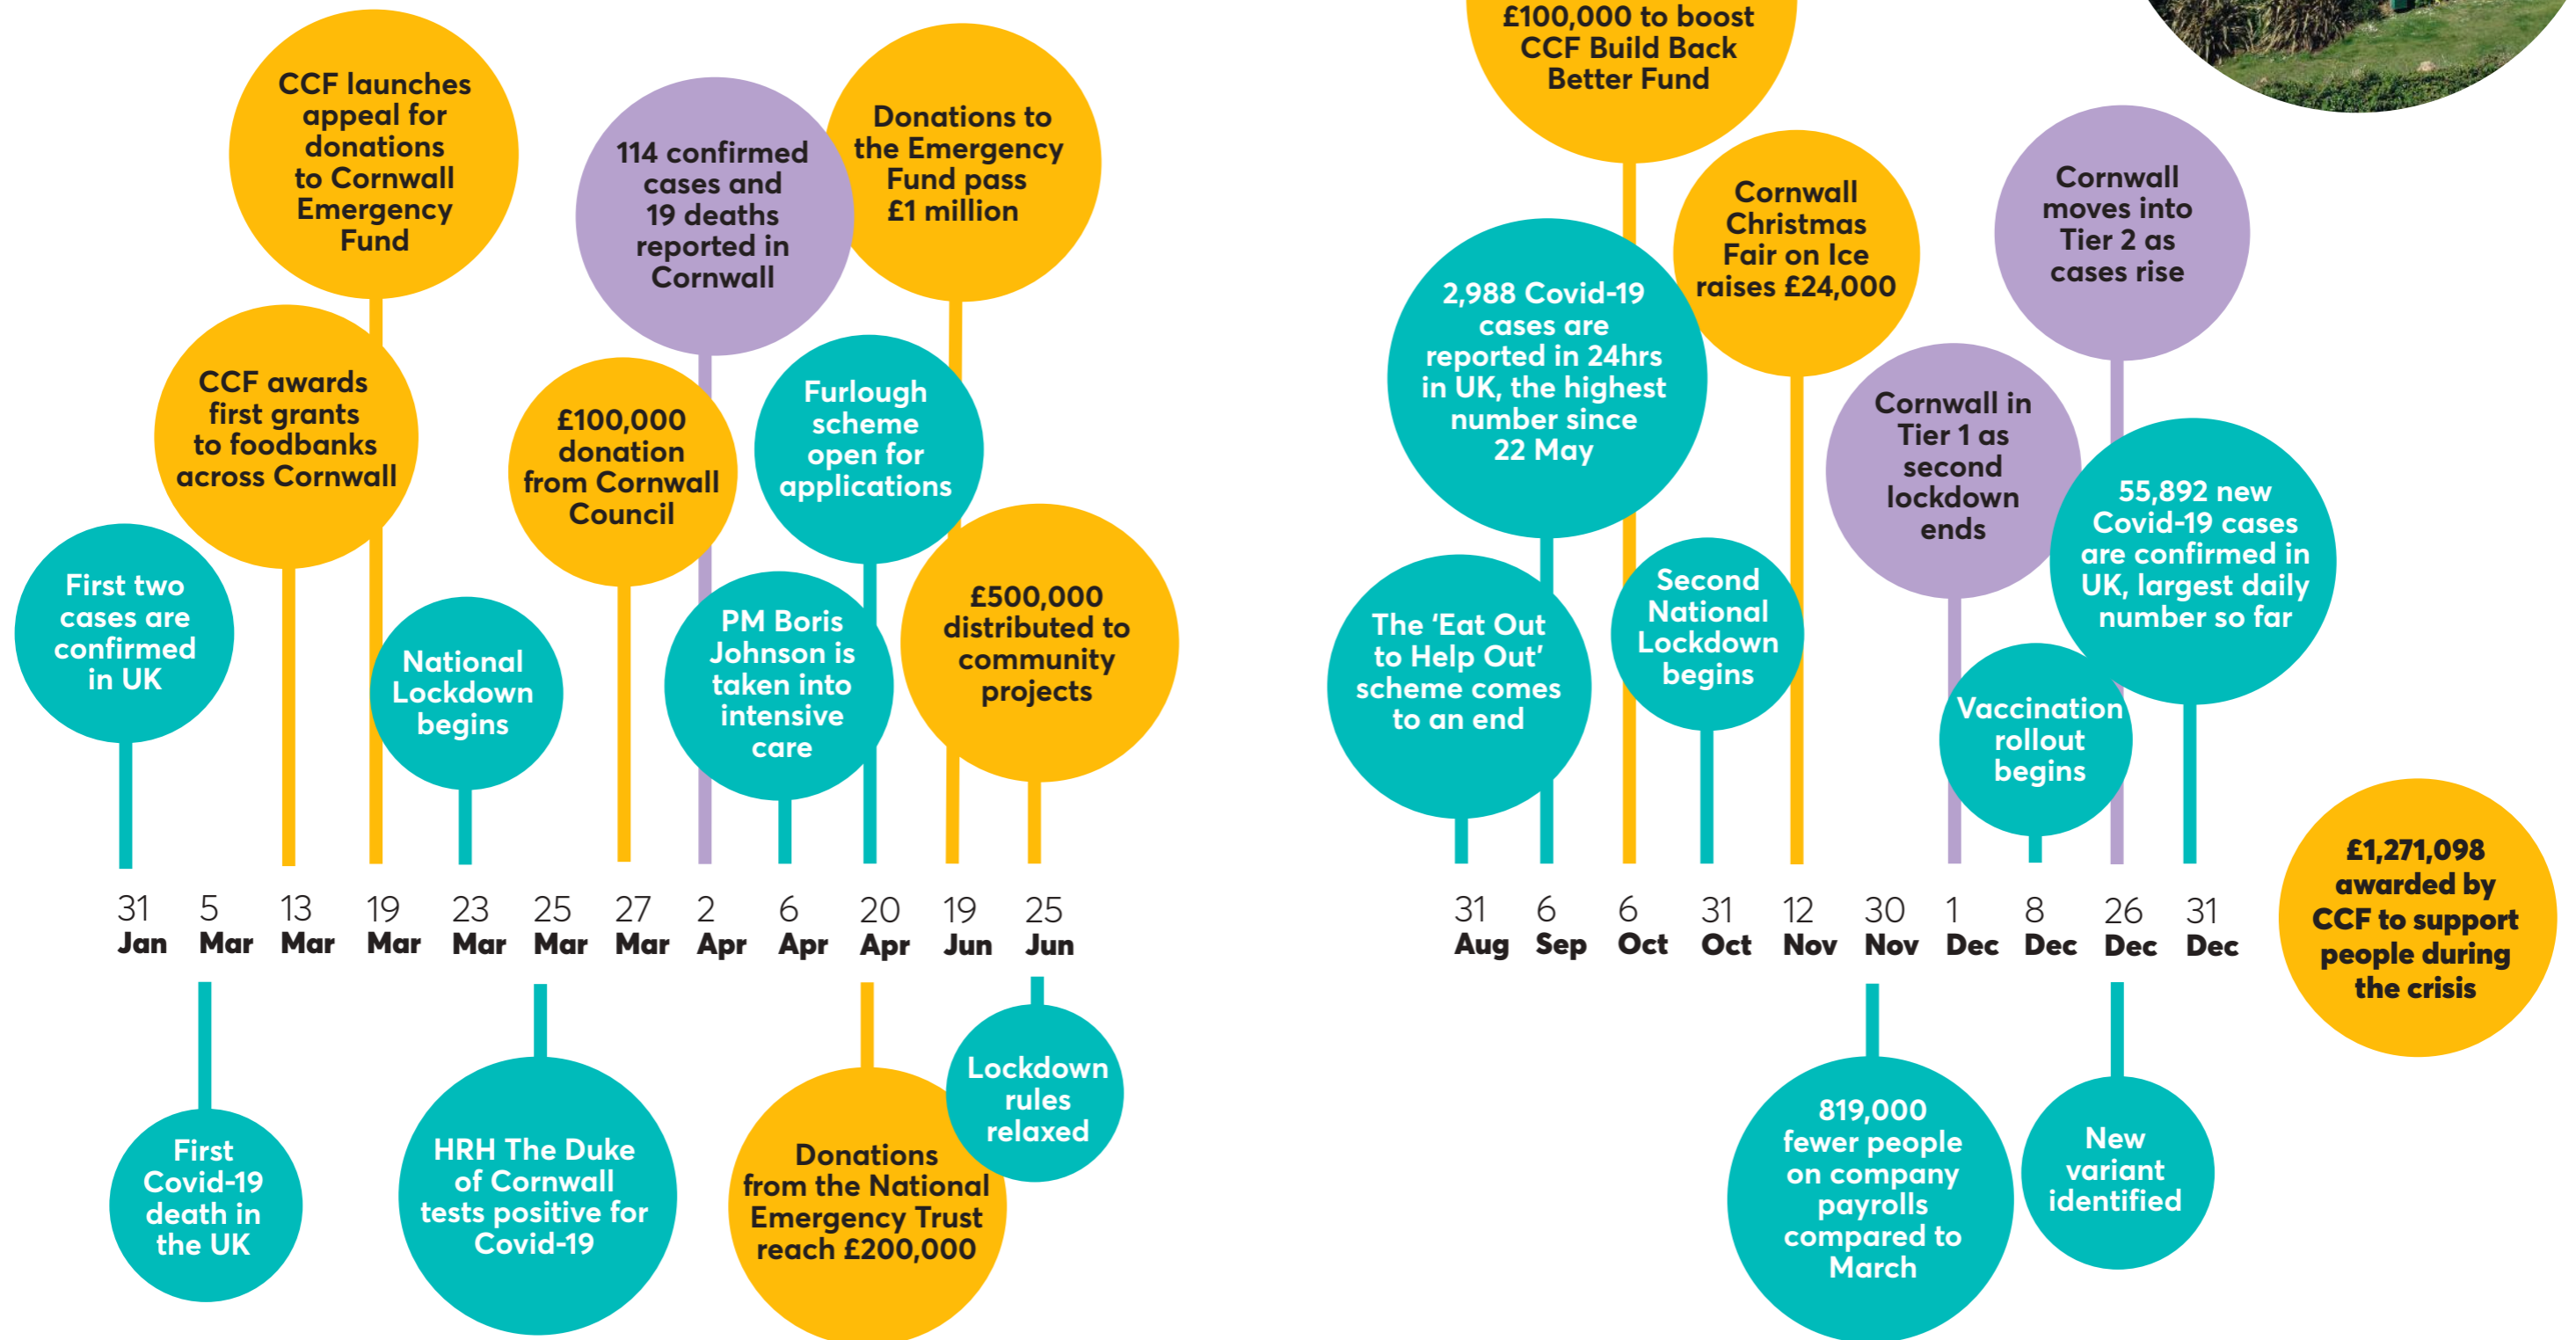 CCF launches
appeal for
donations
to Cornwall
Emergency
Fund
CCF awards
first grants
to foodbanks
across Cornwall
First two
cases are
confirmed
in UK
National
Lockdown
begins
£100,000
donation
from Cornwall
Council
114 confirmed
cases and
19 deaths
reported in
Cornwall
PM Boris
Johnson is
taken into
intensive
care
Furlough
scheme
open for
applications
Donations to
the Emergency
Fund pass
£1 million
£500,000
distributed to
community
projects
31 5 13 19 23 25 27 2 6 20 19 25
Jan Mar Mar Mar Mar Mar Mar Apr Apr Apr Jun Jun
First
Covid-19
death in
the UK
HRH The Duke
of Cornwall
tests positive for
Covid-19
Donations
from the National
Emergency Trust
reach £200,000
Lockdown
rules
relaxed
£100,000 to boost
CCF Build Back
Better Fund
2,988 Covid-19
cases are
reported in 24hrs
in UK, the highest
number since
22 May
The ‘Eat Out
to Help Out’
scheme comes
to an end
Second
National
Lockdown
begins
Cornwall
Christmas
Fair on Ice
raises £24,000
Cornwall in
Tier 1 as
second
lockdown
ends
Cornwall
moves into
Tier 2 as
cases rise
Vaccination
rollout
begins
55,892 new
Covid-19 cases
are confirmed in
UK, largest daily
number so far
31 6 6 31 12 30 1 8 26 31
Aug Sep Oct Oct Nov Nov Dec Dec Dec Dec
819,000
fewer people
on company
payrolls
compared to
March
New
variant
identified
£1,271,098
awarded by
CCF to support
people during
the crisis